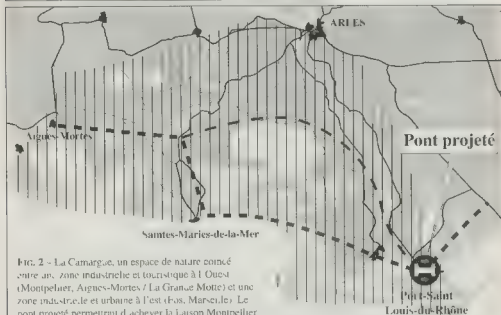 ARLES
Aigues-Mortes
Pont projeté
Saintes-Maries-de-la-Mer
Port-Saint
Louis-du-Rhône
FIG. 2 - La Camargue, un espace de nature coincé
entre une zone industrielle et touristique à l'Ouest
(Montpellier, Aigues-Mortes / La Grande Motte) et une
zone industrielle et urbaine à l'est (Fos, Marseille). Le
pont projeté permettrait d'achever la liaison Montpellier